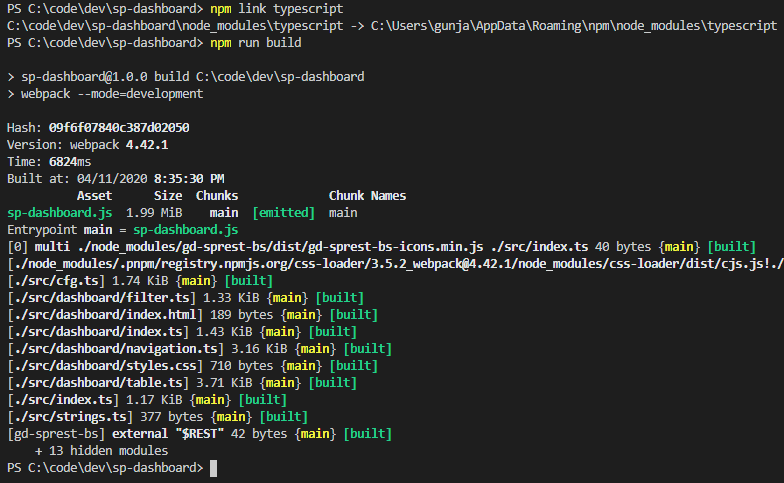 PS C:\code\dev\sp-dashboard> npm link typescript
C:\code\dev\sp-dashboard\node_modules\typescript -> C:\Users\gunja\AppData\Roaming\npm\node_modules\typescript
PS C:\code\dev\sp-dashboard> npm run build
> sp-dashboard@1.0.0 build C:\code\dev\sp-dashboard
> webpack --mode=development
Hash: 09f6f07840c387d02050
Version: webpack 4.42.1
Time: 6824ms
Built at: 04/11/2020 8:35:30 PM
Asset Size Chunks Chunk Names
sp-dashboard.js 1.99 MiB main [emitted] main
Entrypoint main = sp-dashboard.js
[0] multi ./node_modules/gd-sprest-bs/dist/gd-sprest-bs-icons.min.js ./src/index.ts 40 bytes {main} [built]
[./node_modules/.pnpm/registry.npmjs.org/css-loader/3.5.2_webpack@4.42.1/node_modules/css-loader/dist/cjs.js!./
[./src/cfg.ts] 1.74 KiB {main} [built]
[./src/dashboard/filter.ts] 1.33 KiB {main} [built]
[./src/dashboard/index.html] 189 bytes {main} [built]
[./src/dashboard/index.ts] 1.43 KiB {main} [built]
[./src/dashboard/navigation.ts] 3.16 KiB {main} [built]
[./src/dashboard/styles.css] 710 bytes {main} [built]
[./src/dashboard/table.ts] 3.71 KiB {main} [built]
[./src/index.ts] 1.17 KiB {main} [built]
[./src/strings.ts] 377 bytes {main} [built]
[gd-sprest-bs] external "$REST" 42 bytes {main} [built]
+ 13 hidden modules
PS C:\code\dev\sp-dashboard>